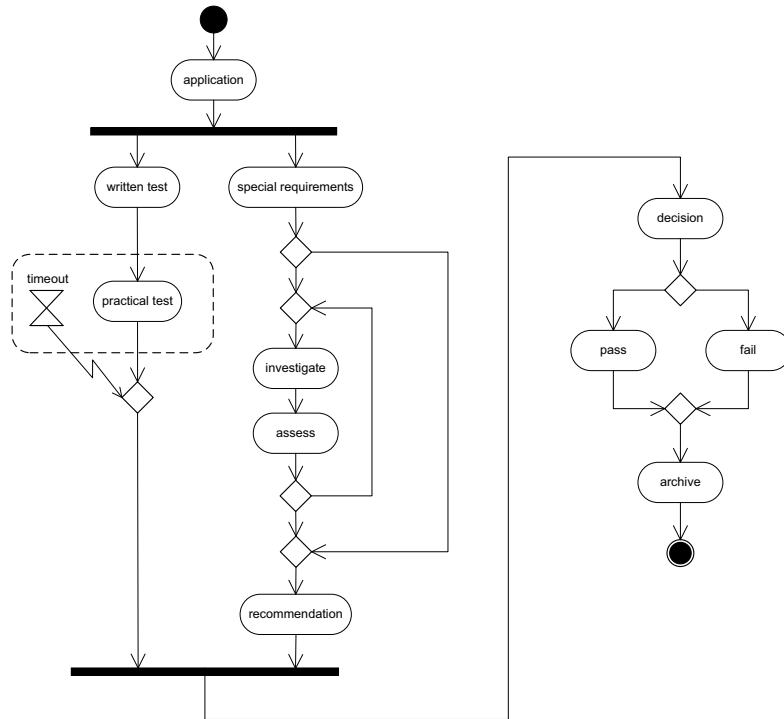 application
written test
special requirements
timeout
practical test
investigate
assess
recommendation
decision
pass
fail
archive